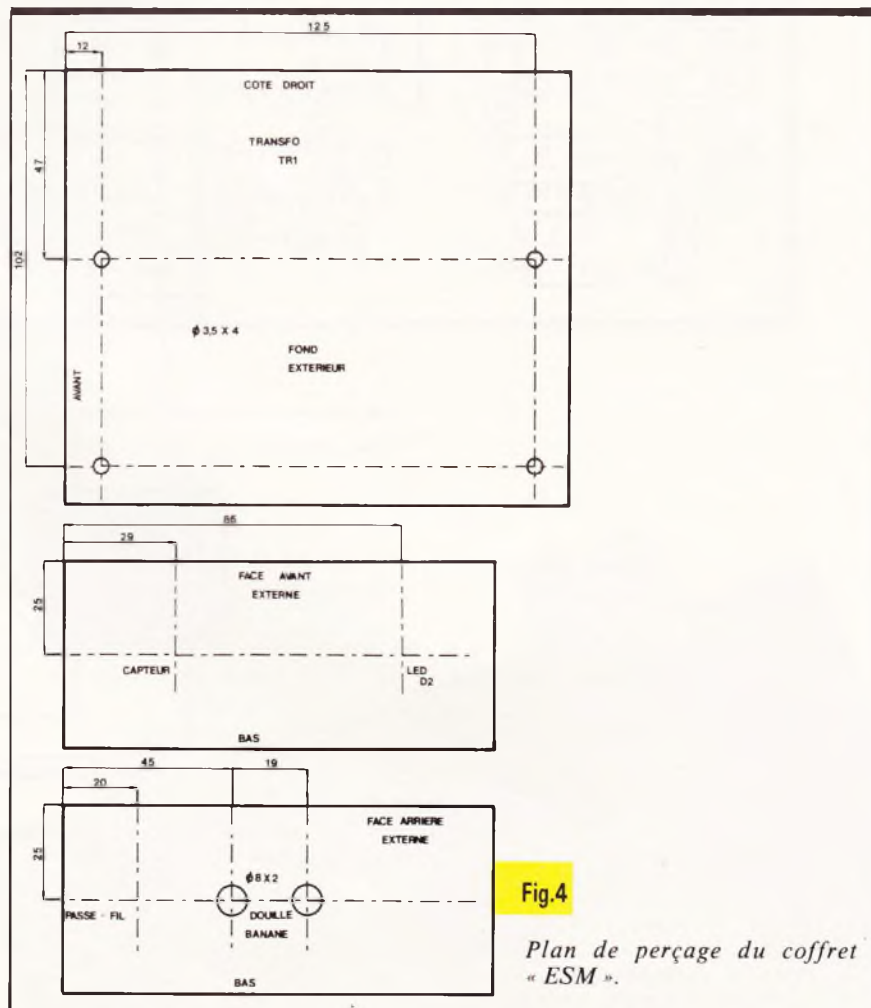 12.5
12
COTE DROIT
TRANSFO
TR1
47
102
ϕ 3,5 X 4
FOND
EXTERIEUR
AVANT
86
29
FACE AVANT
EXTERNE
25
CAPTEUR
LED
D2
BAS
45
19
20
FACE ARRIERE
EXTERNE
25
ϕ8X2
PASSE - FIL
DOUILLE
BANANE
BAS
Fig.4
Plan de perçage du coffret
« ESM ».